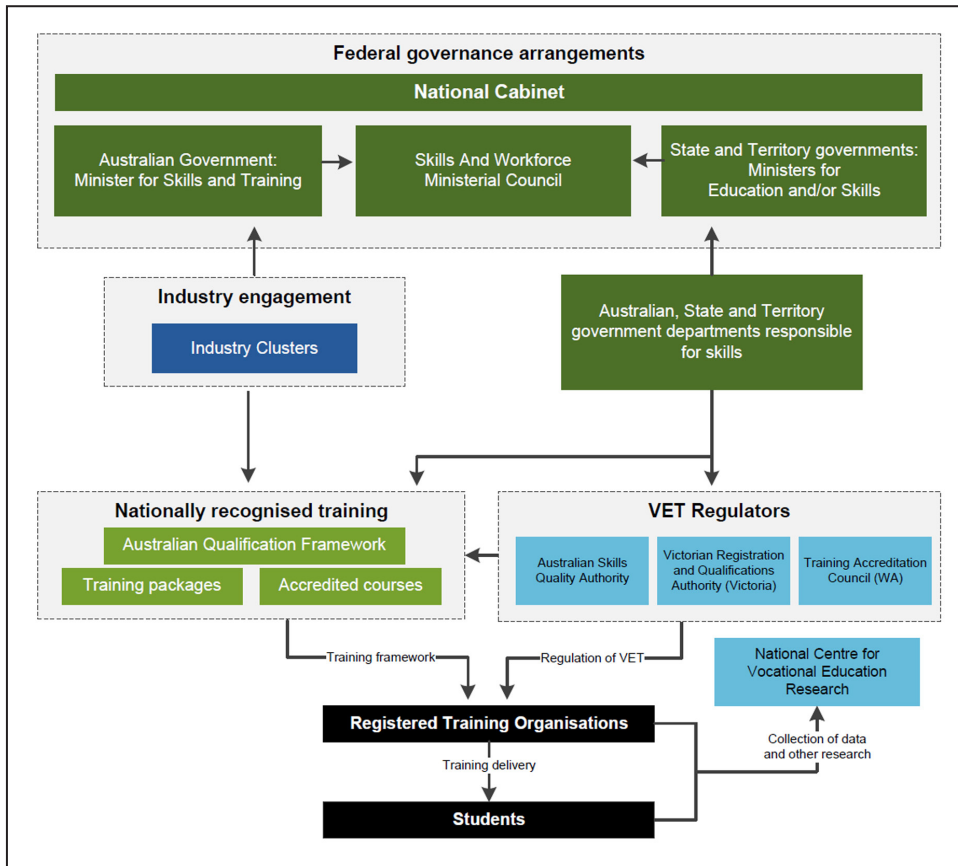 Federal governance arrangements
National Cabinet
Australian Government:
Minister for Skills and Training
Skills And Workforce
Ministerial Council
State and Territory governments:
Ministers for
Education and/or Skills
Industry engagement
Industry Clusters
Australian, State and Territory
government departments responsible
for skills
Nationally recognised training
Australian Qualification Framework
Training packages
Accredited courses
VET Regulators
Australian Skills
Quality Authority
Victorian Registration
and Qualifications
Authority (Victoria)
Training Accreditation
Council (WA)
Training framework
Regulation of VET
National Centre for
Vocational Education
Research
Registered Training Organisations
Collection of data
and other research
Training delivery
Students